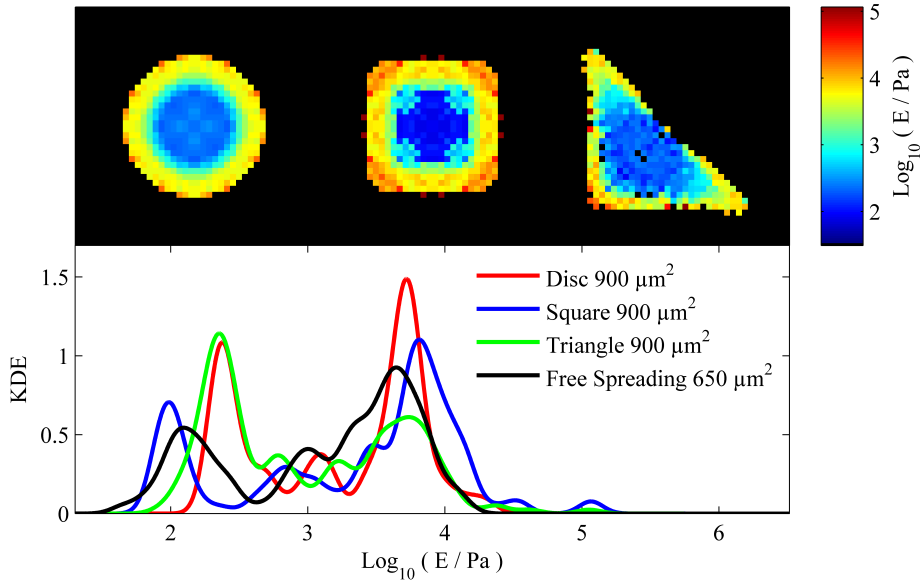 5
4
3
2
Log₁₀ ( E / Pa )
1.5
1
0.5
0
KDE
Disc 900 µm²
Square 900 µm²
Triangle 900 µm²
Free Spreading 650 µm²
2 3 4 5 6
Log₁₀ ( E / Pa )